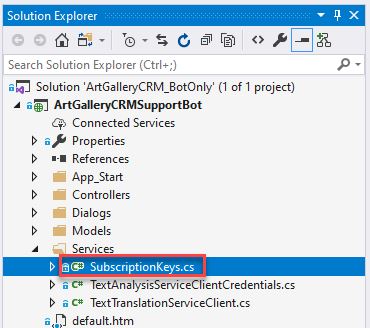 Solution Explorer
Search Solution Explorer (Ctrl+;)
Solution 'ArtGalleryCRM_BotOnly' (1 of 1 project)
ArtGalleryCRMSupportBot
Connected Services
Properties
References
App_Start
Controllers
Dialogs
Models
Services
SubscriptionKeys.cs
TextAnalysisServiceClientCredentials.cs
TextTranslationServiceClient.cs
default.htm